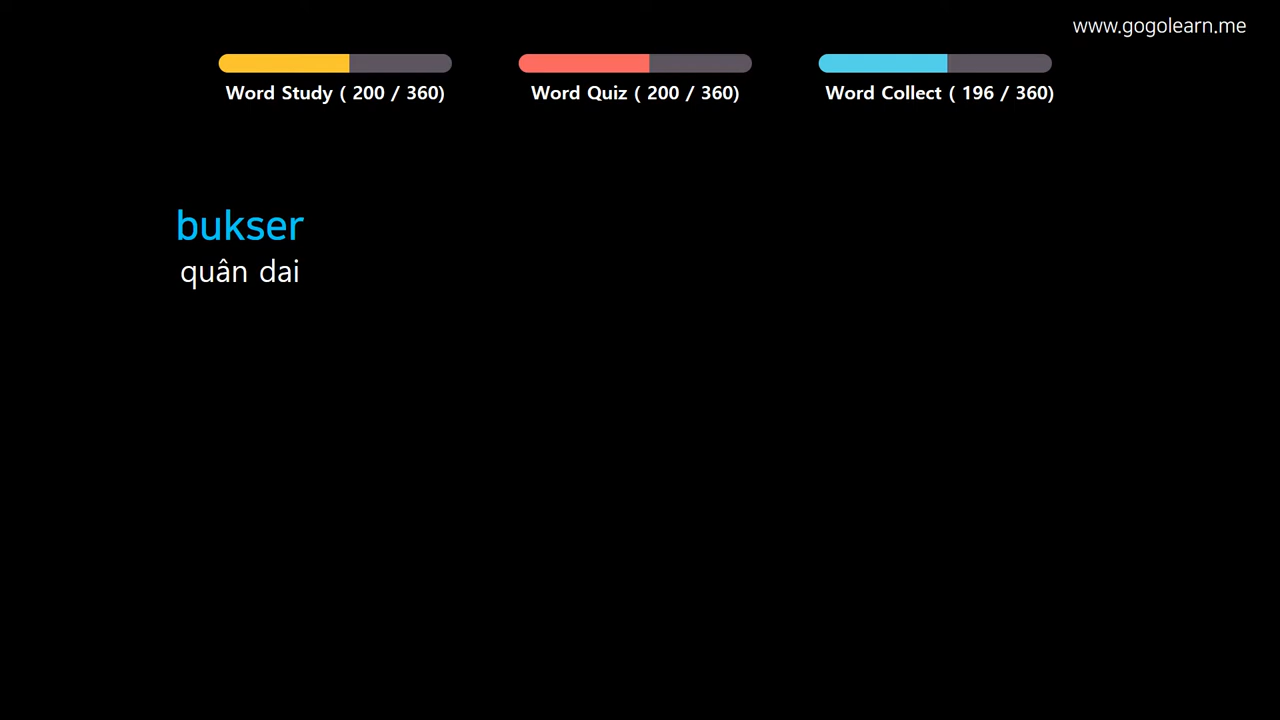 www.gogolearn.me
Word Study ( 200 / 360)
Word Quiz ( 200 / 360)
Word Collect ( 196 / 360)
bukser
quân dai